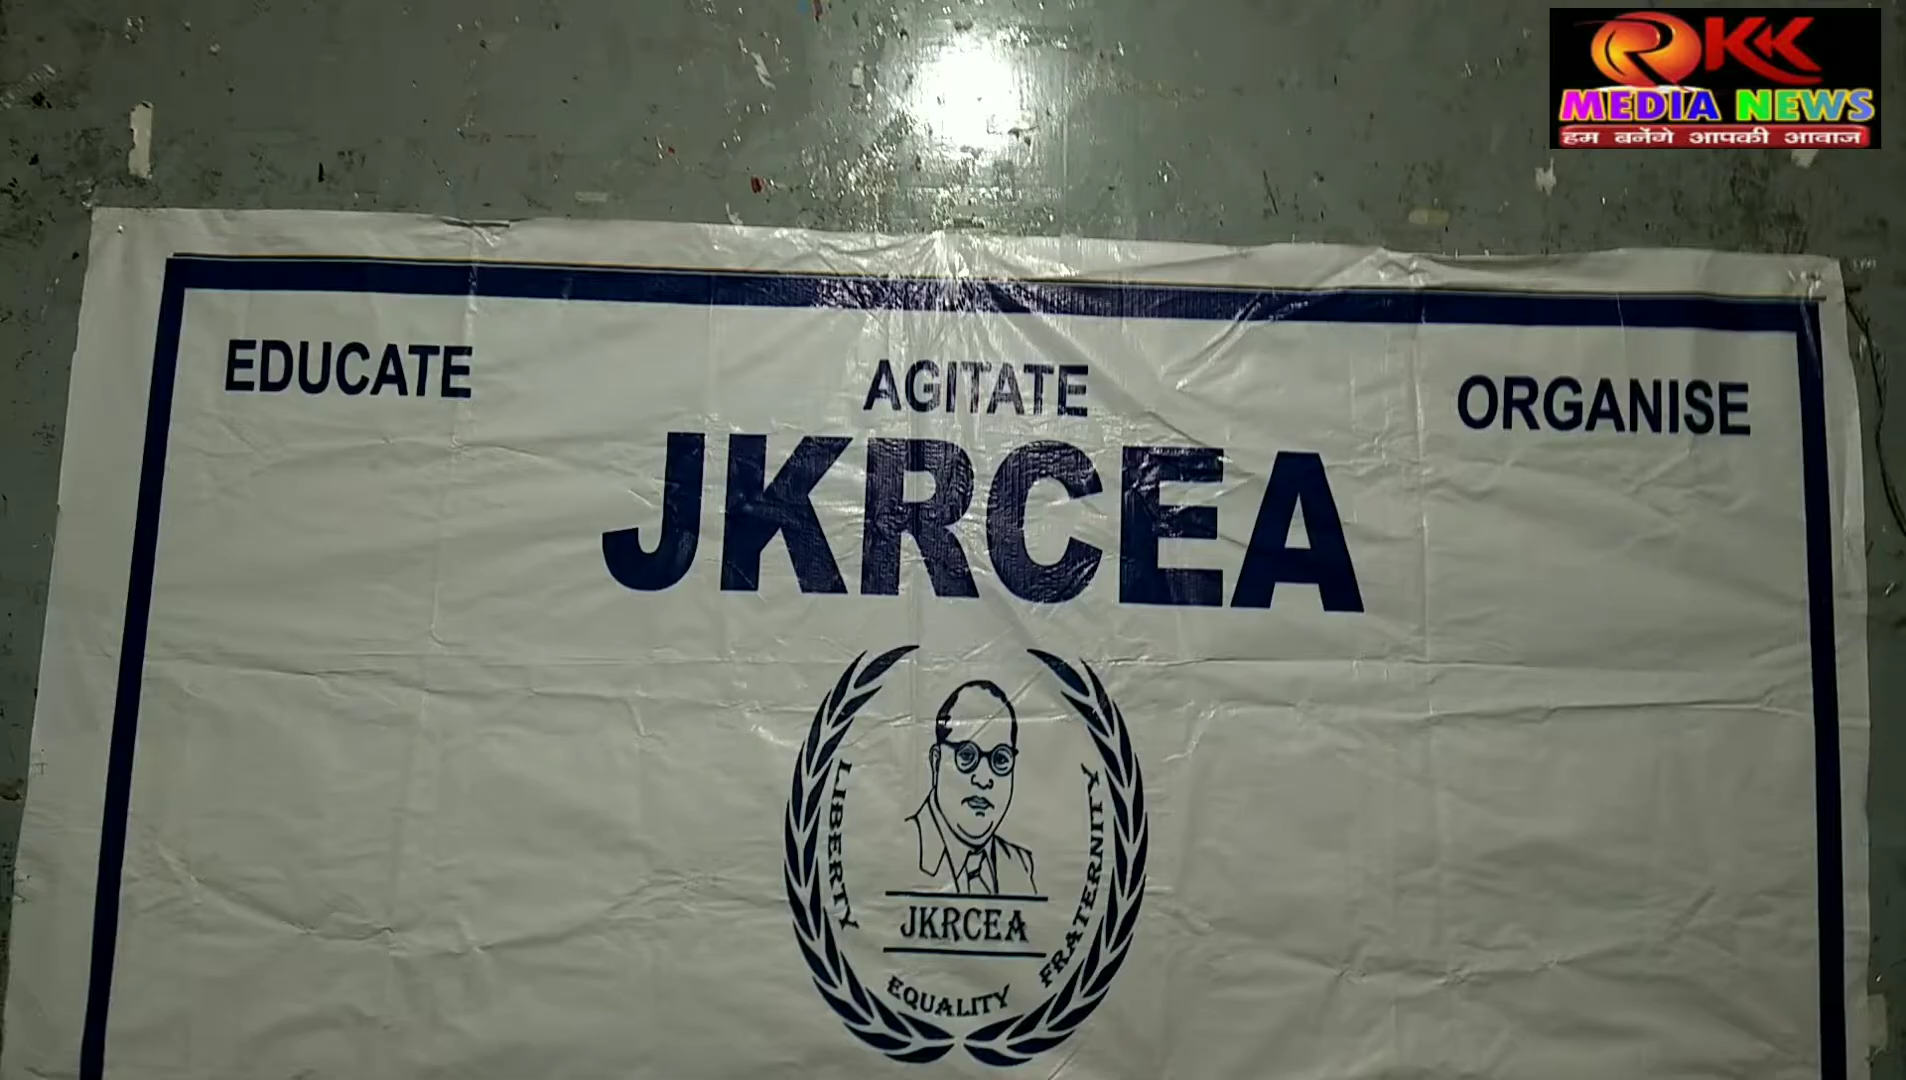 RKK
MEDIA NEWS
हम बनेंगे आपकी आवाज
EDUCATE AGITATE ORGANISE
JKRCEA
LIBERTY
FRATERNITY
JKRCEA
EQUALITY